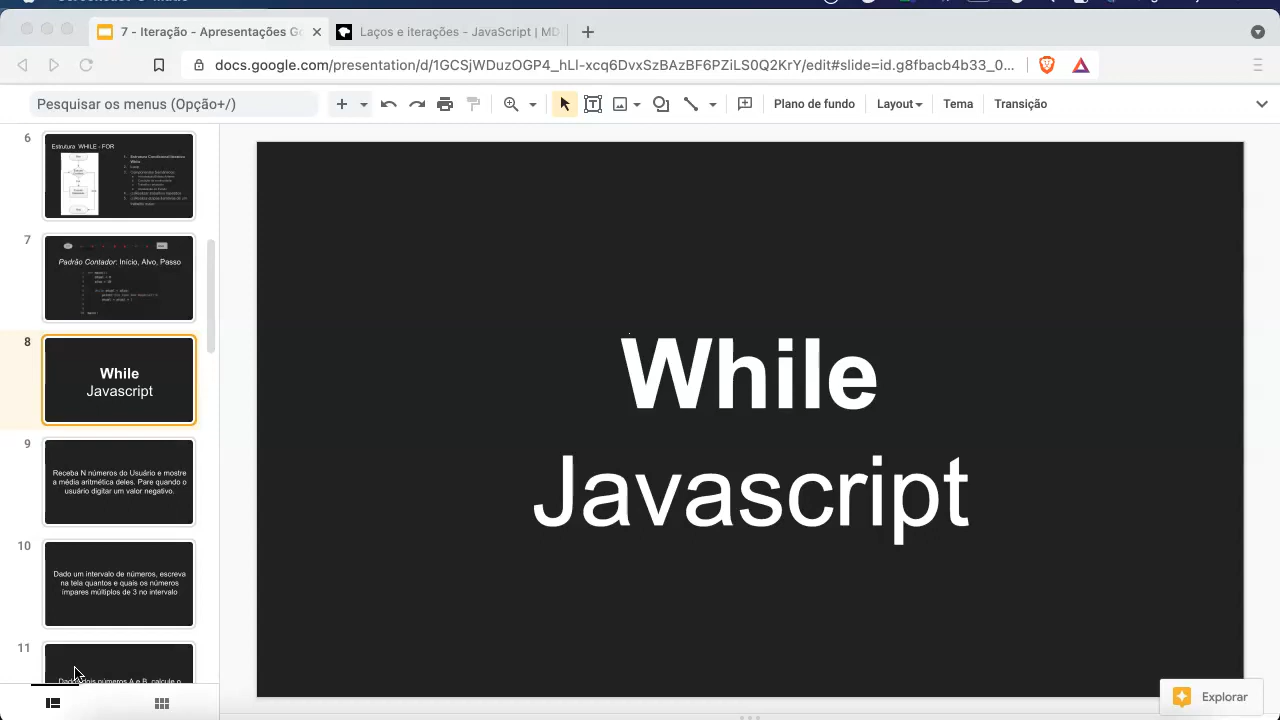 7 - Iteração - Apresentações Go
Laços e iterações - JavaScript | MD
docs.google.com/presentation/d/1GCSjWDuzOGP4_hLI-xcq6DvxSzBAzBF6PZiLS0Q2KrY/edit#slide=id.g8fbacb4b33_0...
Pesquisar os menus (Opção+/)
Plano de fundo
Layout
Tema
Transição
6
Estrutura WHILE - FOR
7
Padrão Contador: Início, Alvo, Passo
8
While
Javascript
9
Receba N números do Usuário e mostre
a média aritmética deles. Pare quando o
usuário digitar um valor negativo.
10
Dado um intervalo de números, escreva
na tela quantos e quais os números
ímpares múltiplos de 3 no intervalo
11
While
Javascript
Explorar